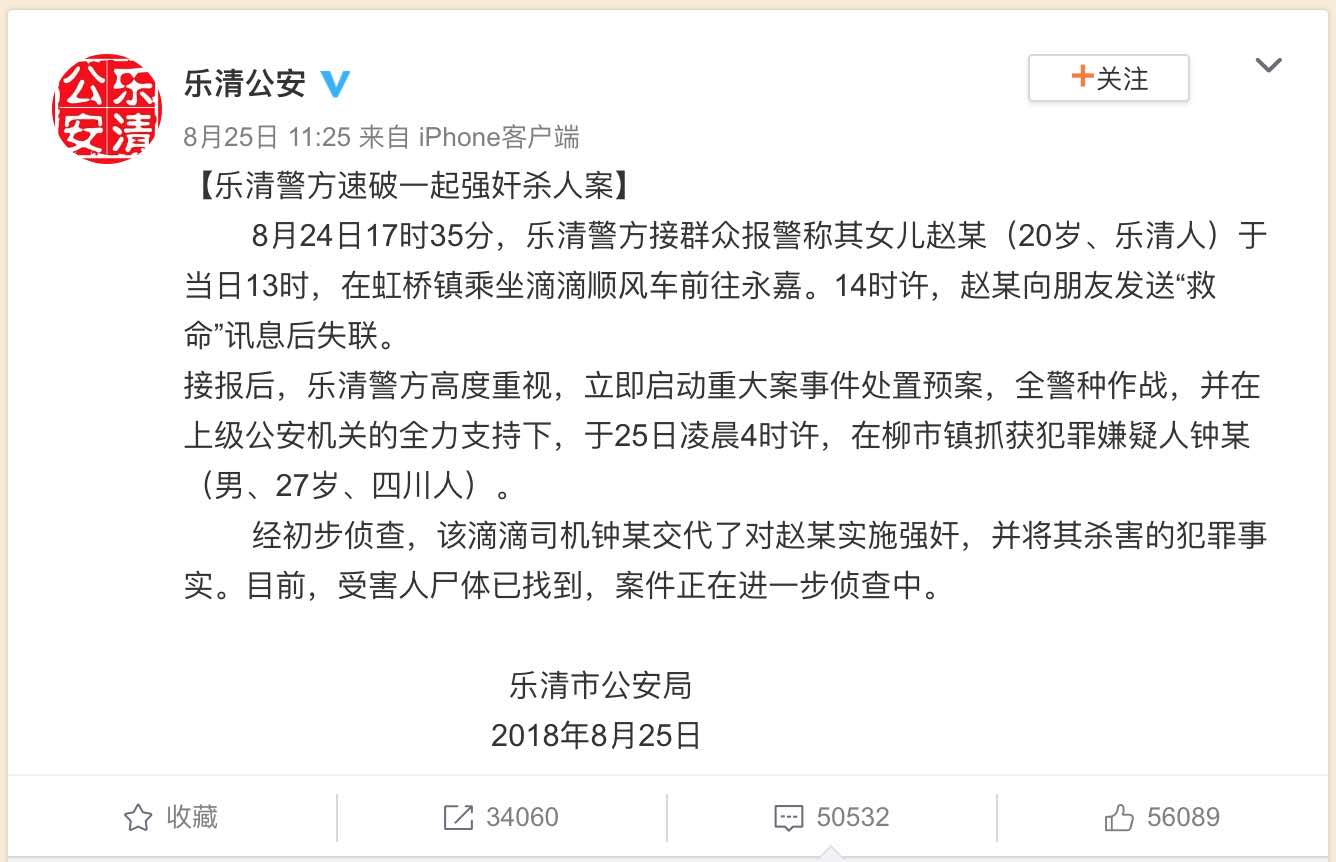 公乐
安清
乐清公安
+关注
8月25日 11:25 来自 iPhone客户端
【乐清警方速破一起强奸杀人案】
8月24日17时35分，乐清警方接群众报警称其女儿赵某（20岁、乐清人）于
当日13时，在虹桥镇乘坐滴滴顺风车前往永嘉。14时许，赵某向朋友发送“救
命”讯息后失联。
接报后，乐清警方高度重视，立即启动重大案事件处置预案，全警种作战，并在
上级公安机关的全力支持下，于25日凌晨4时许，在柳市镇抓获犯罪嫌疑人钟某
（男、27岁、四川人）。
经初步侦查，该滴滴司机钟某交代了对赵某实施强奸，并将其杀害的犯罪事
实。目前，受害人尸体已找到，案件正在进一步侦查中。
乐清市公安局
2018年8月25日
收藏
34060
50532
56089